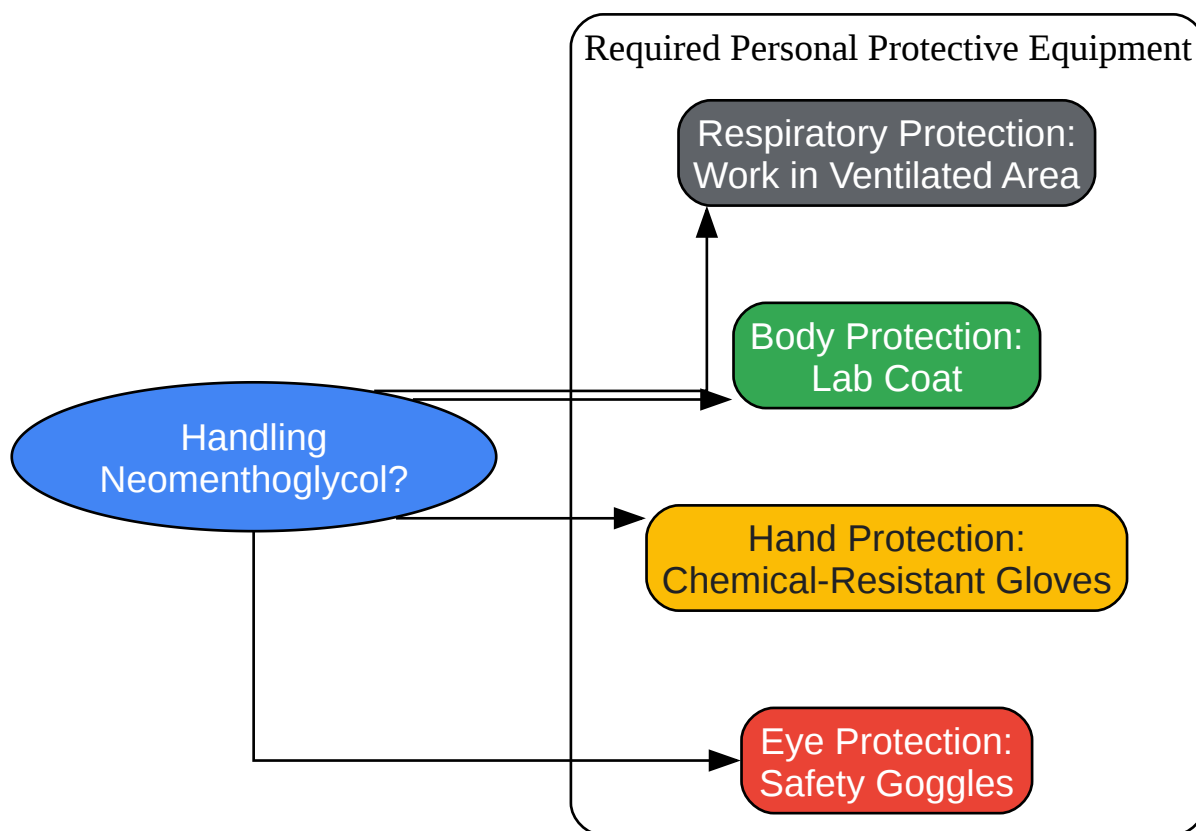 Required Personal Protective Equipment
Respiratory Protection:
Work in Ventilated Area
Body Protection:
Lab Coat
Handling
Neomenthoglycol?
Hand Protection:
Chemical-Resistant Gloves
Eye Protection:
Safety Goggles